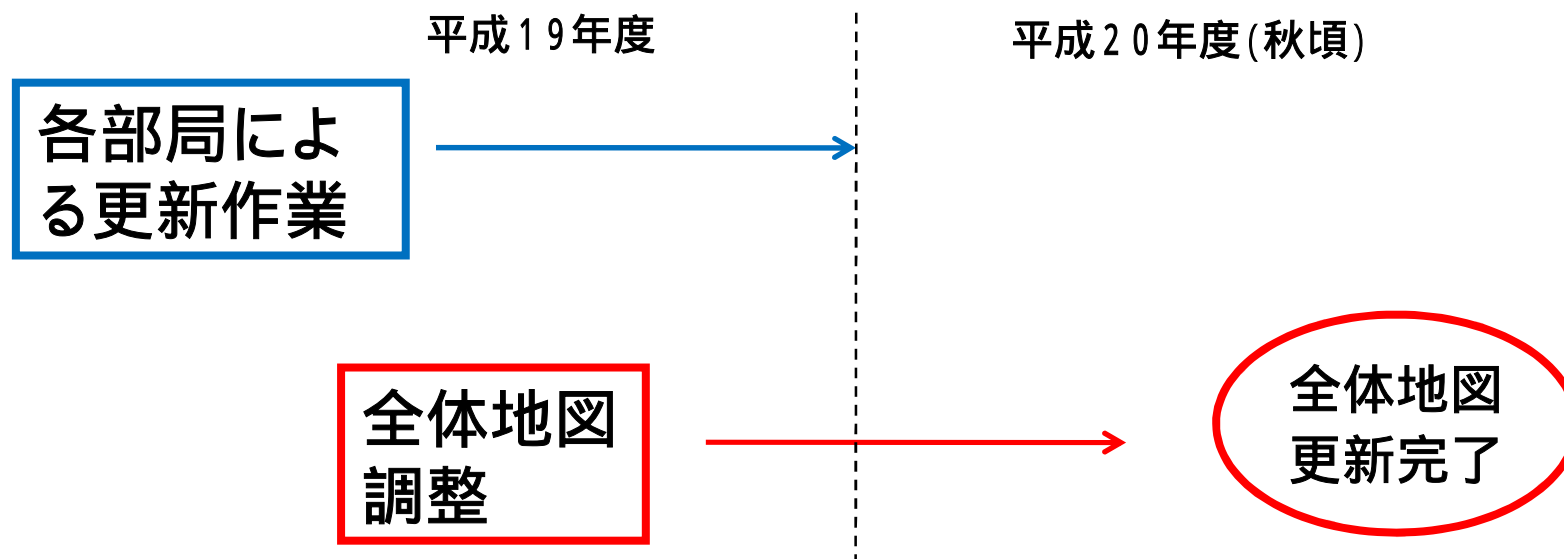 平成19年度
平成20年度(秋頃)
各部局によ
る更新作業
全体地図
調整
全体地図
更新完了